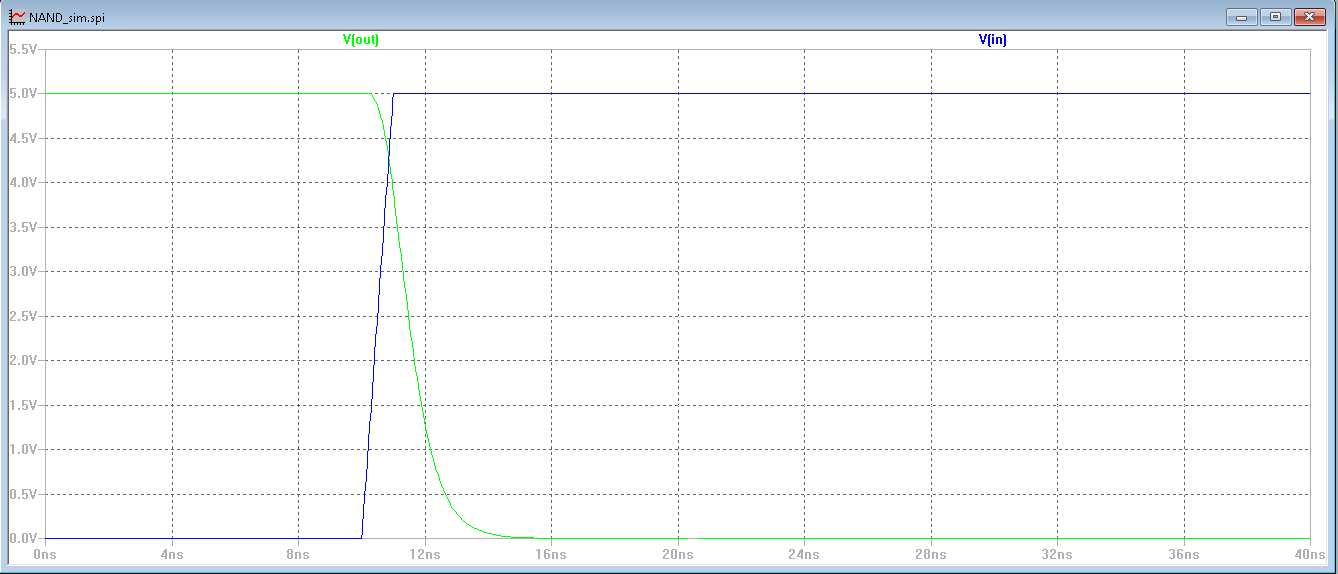 NAND_sim.spi
V(out) V(in)
5.5V
5.0V
4.5V
4.0V
3.5V
3.0V
2.5V
2.0V
1.5V
1.0V
0.5V
0.0V
0ns 4ns 8ns 12ns 16ns 20ns 24ns 28ns 32ns 36ns 40ns